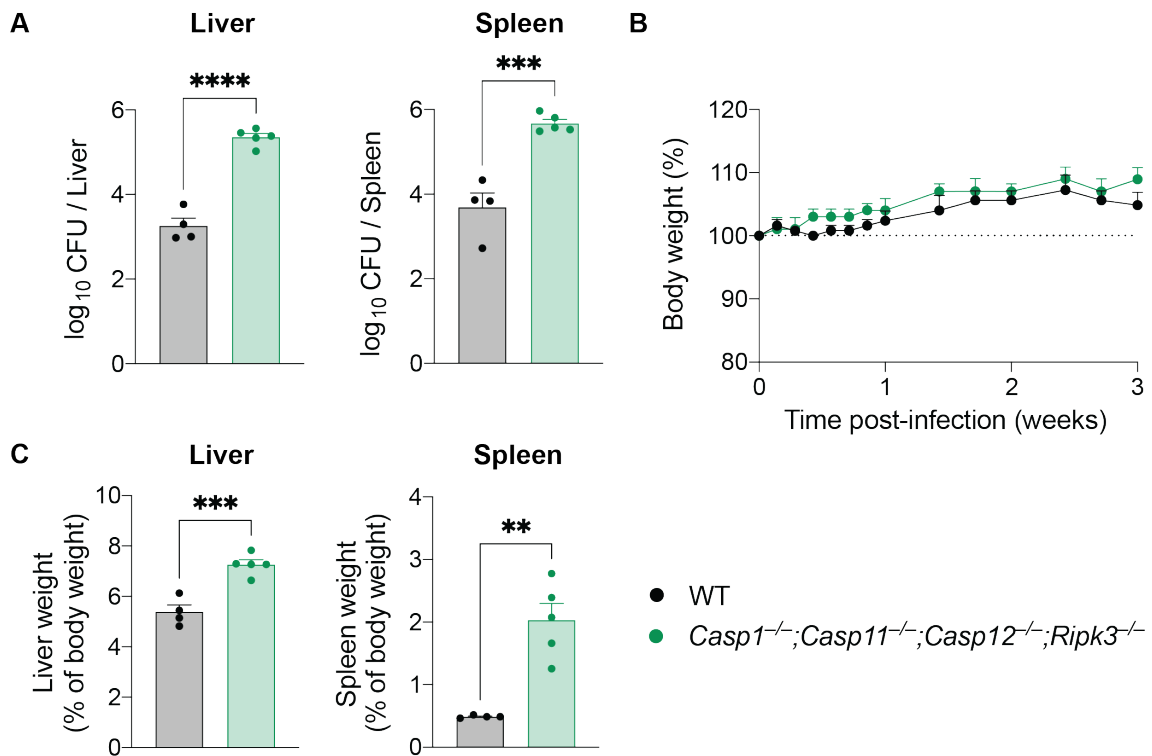 A
Liver
Spleen
B
****
***
log10 CFU / Liver
6
4
2
0
log10 CFU / Spleen
6
4
2
0
Body weight (%)
120
110
100
90
80
0
1
2
3
Time post-infection (weeks)
C
Liver
Spleen
***
**
Liver weight
(% of body weight)
10
8
6
4
2
0
Spleen weight
(% of body weight)
4
3
2
1
0
WT
Casp1–/–;Casp11–/–;Casp12–/–;Ripk3–/–